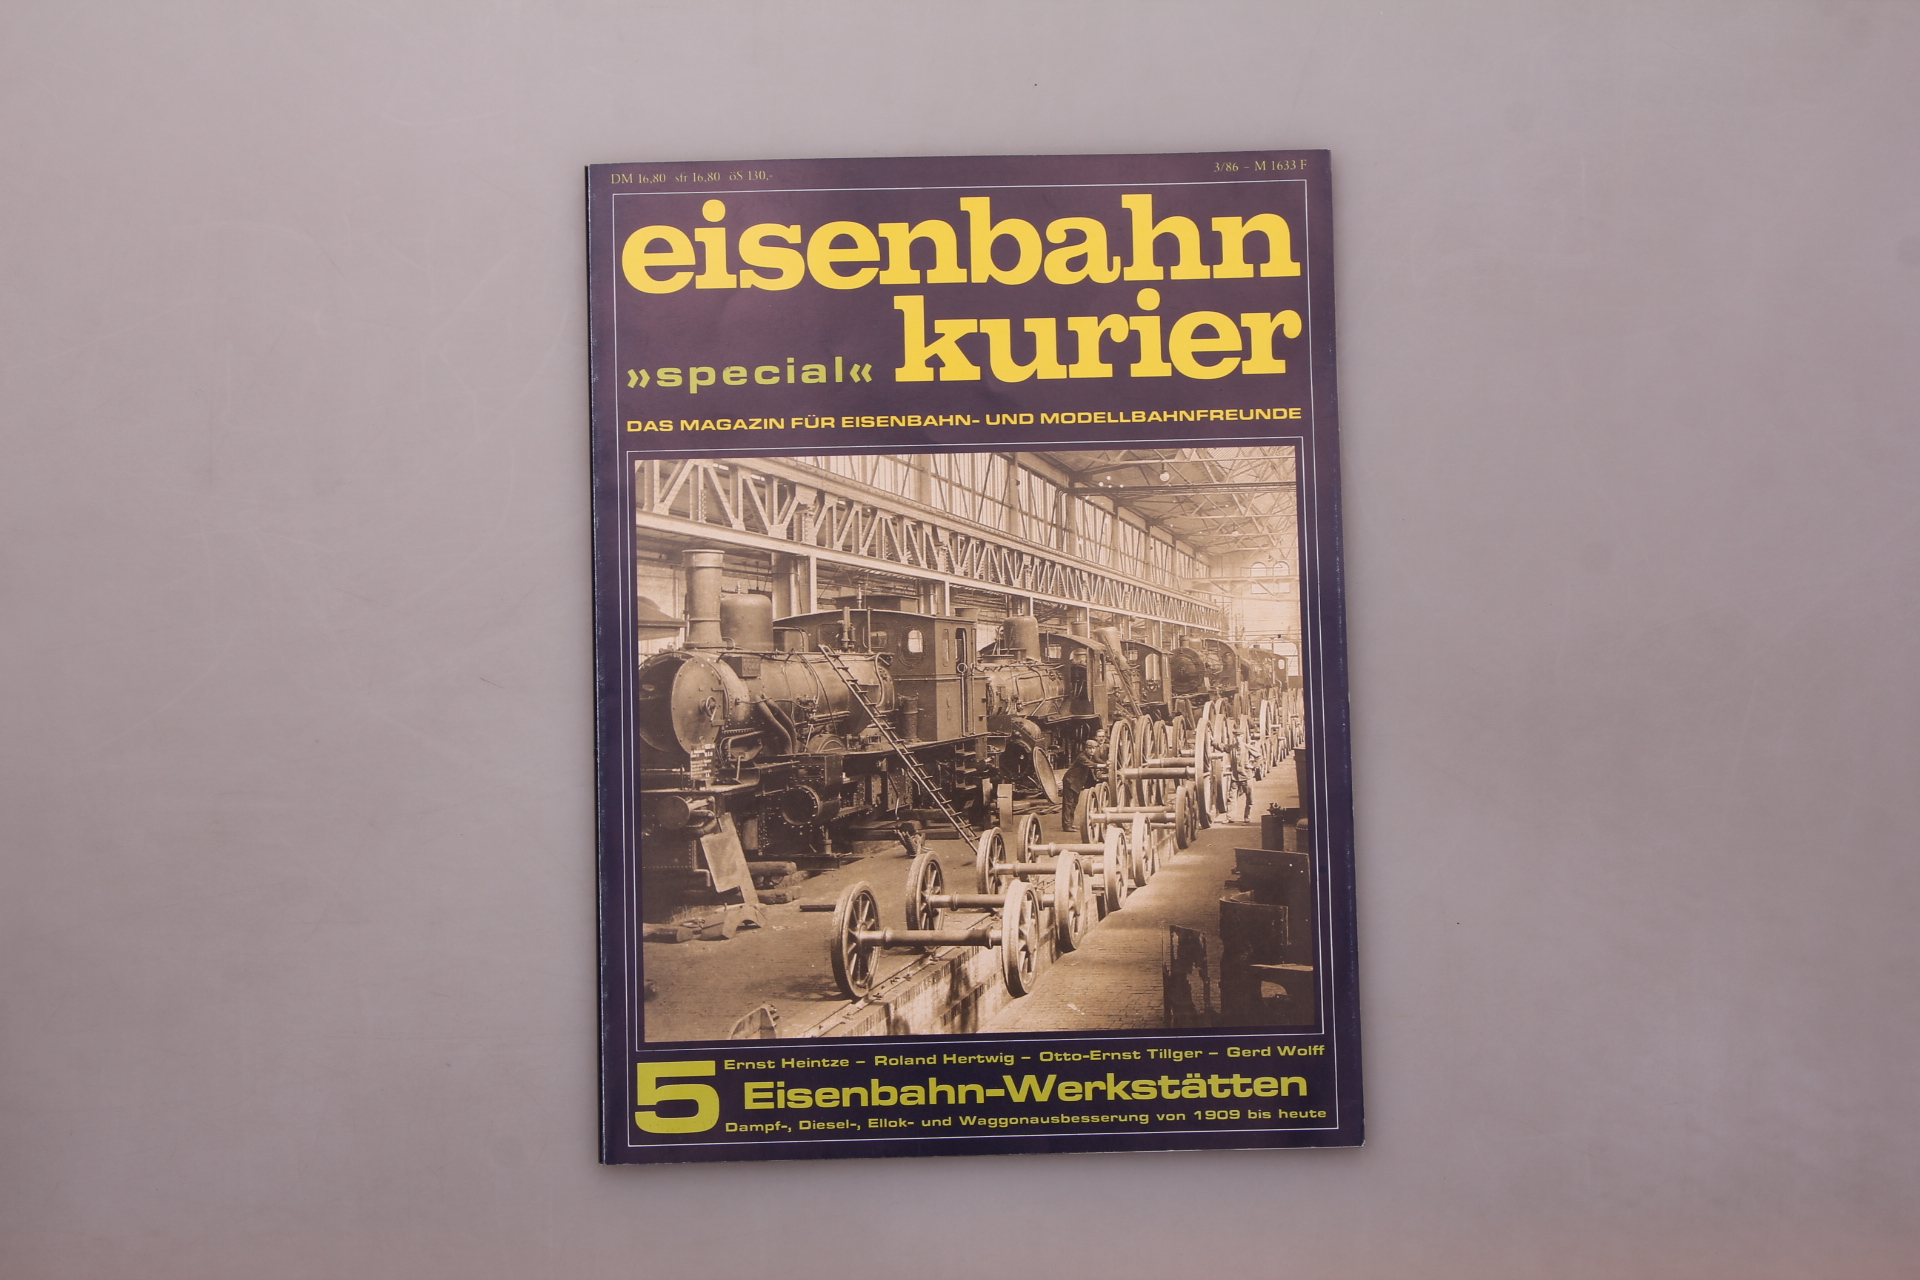 DM 16,80 sfr 16,80 öS 130,-
3/86 – M 1633 F
eisenbahn
kurier
»special«
DAS MAGAZIN FÜR EISENBAHN- UND MODELLBAHNFREUNDE
5
Ernst Heintze – Roland Hertwig – Otto-Ernst Tillger – Gerd Wolff
Eisenbahn-Werkstätten
Dampf-, Diesel-, Ellok- und Waggonausbesserung von 1909 bis heute